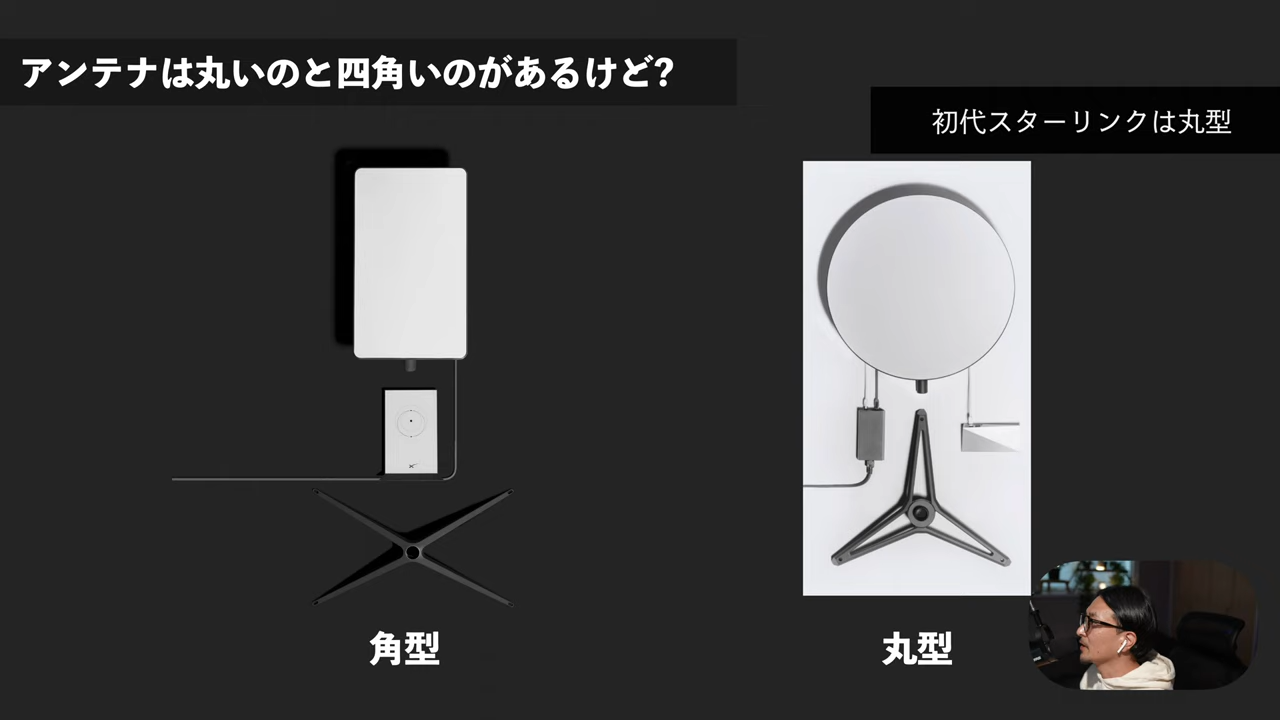 アンテナは丸いのと四角いのがあるけど?
初代スターリンクは丸型
角型
丸型